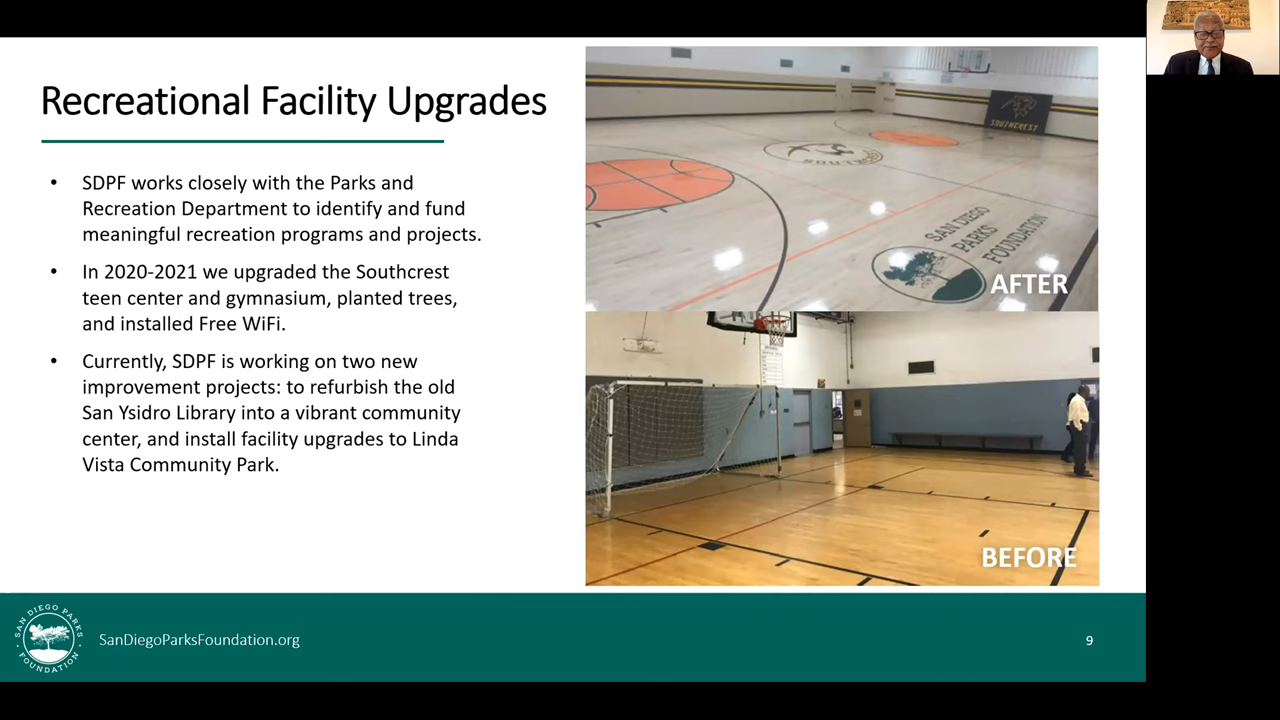 Recreational Facility Upgrades
• SDPF works closely with the Parks and
Recreation Department to identify and fund
meaningful recreation programs and projects.
• In 2020-2021 we upgraded the Southcrest
teen center and gymnasium, planted trees,
and installed Free WiFi.
• Currently, SDPF is working on two new
improvement projects: to refurbish the old
San Ysidro Library into a vibrant community
center, and install facility upgrades to Linda
Vista Community Park.
SOUTHCREST
SAN DIEGO
PARKS
FOUNDATION
AFTER
BEFORE
SAN DIEGO PARKS
FOUNDATION
SanDiegoParksFoundation.org
9